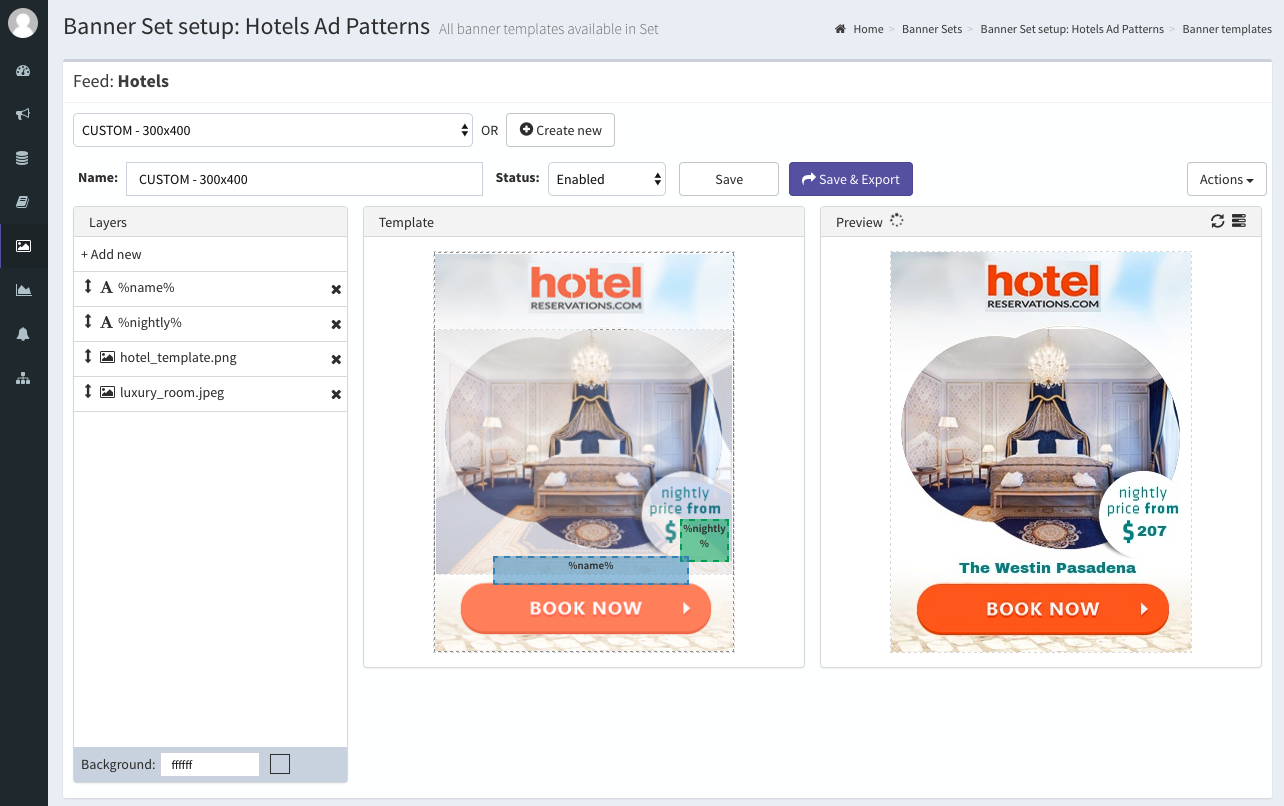 Banner Set setup: Hotels Ad Patterns All banner templates available in Set
Home > Banner Sets > Banner Set setup: Hotels Ad Patterns > Banner templates
Feed: Hotels
CUSTOM - 300x400 OR Create new
Name: CUSTOM - 300x400 Status: Enabled Save Save & Export Actions
Layers
+ Add new
A %name%
A %nightly%
hotel_template.png
luxury_room.jpeg
Background: ffffff
Template
hotel
RESERVATIONS.COM
nightly
price from
$ %nightly
%
%name%
BOOK NOW
Preview
hotel
RESERVATIONS.COM
nightly
price from
$ 207
The Westin Pasadena
BOOK NOW